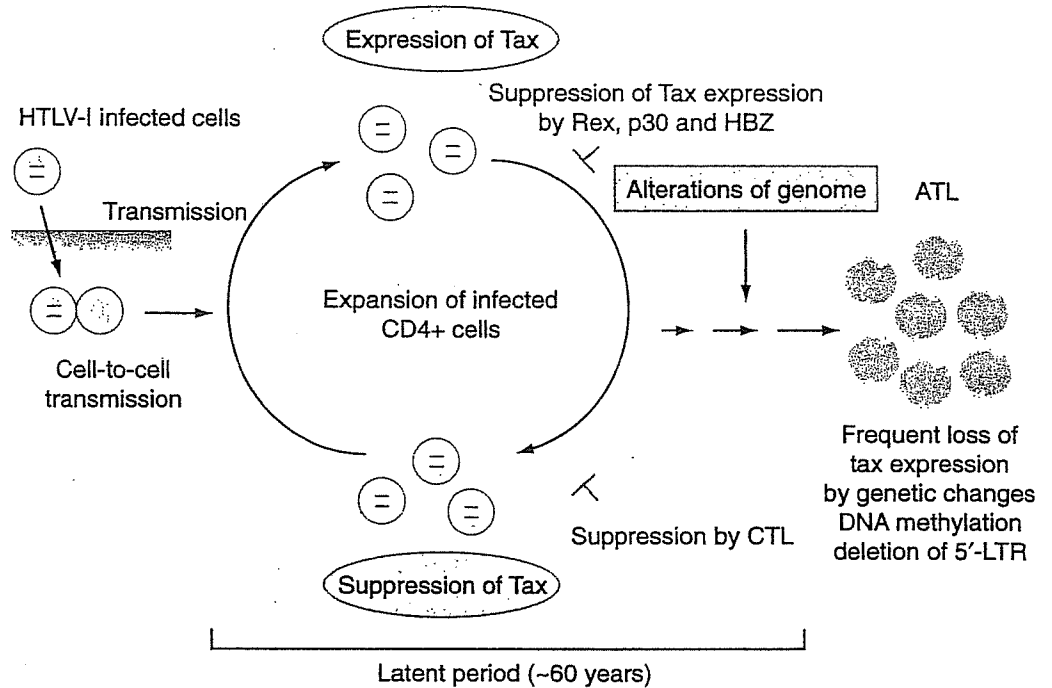 Expression of Tax
Suppression of Tax expression
by Rex, p30 and HBZ
HTLV-I infected cells
Alterations of genome
ATL
Transmission
Expansion of infected
CD4+ cells
Cell-to-cell
transmission
Frequent loss of
tax expression
by genetic changes
DNA methylation
deletion of 5′-LTR
Suppression by CTL
Suppression of Tax
Latent period (~60 years)